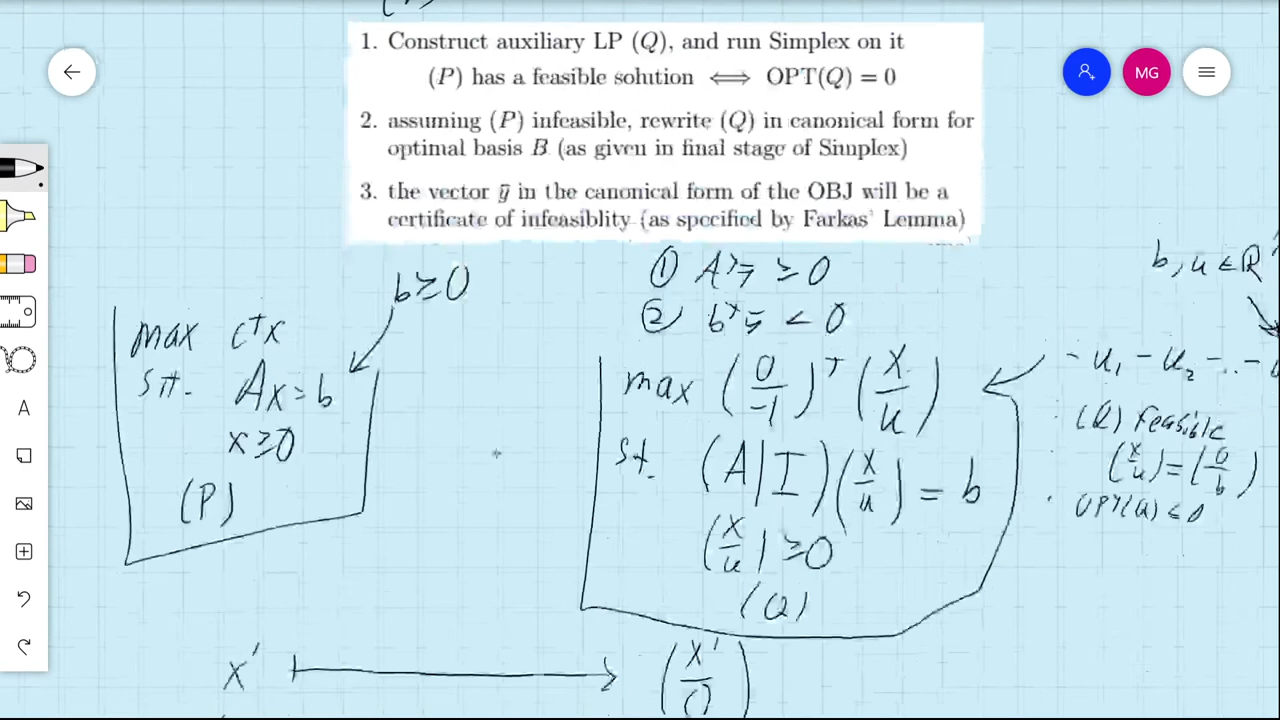 1. Construct auxiliary LP (Q), and run Simplex on it
(P) has a feasible solution ⟺ OPT(Q) = 0
2. assuming (P) infeasible, rewrite (Q) in canonical form for
optimal basis B (as given in final stage of Simplex)
3. the vector ȳ in the canonical form of the OBJ will be a
certificate of infeasiblity (as specified by Farkas' Lemma)
MG
A
b ≥ 0
max cᵀx
s.t. Ax = b
x ≥ 0
(P)
① Aᵀȳ ≥ 0
② bᵀȳ < 0
max (0/-1)ᵀ (x/u)
s.t. (A|I)(x/u) = b
(x/u) ≥ 0
(Q)
b, u ∈ R
- u₁ - u₂ - .. -
(Q) Feasible
(x/u) = (0/b)
OPT(Q) ≤ 0
x' ⟼ (x'/0)